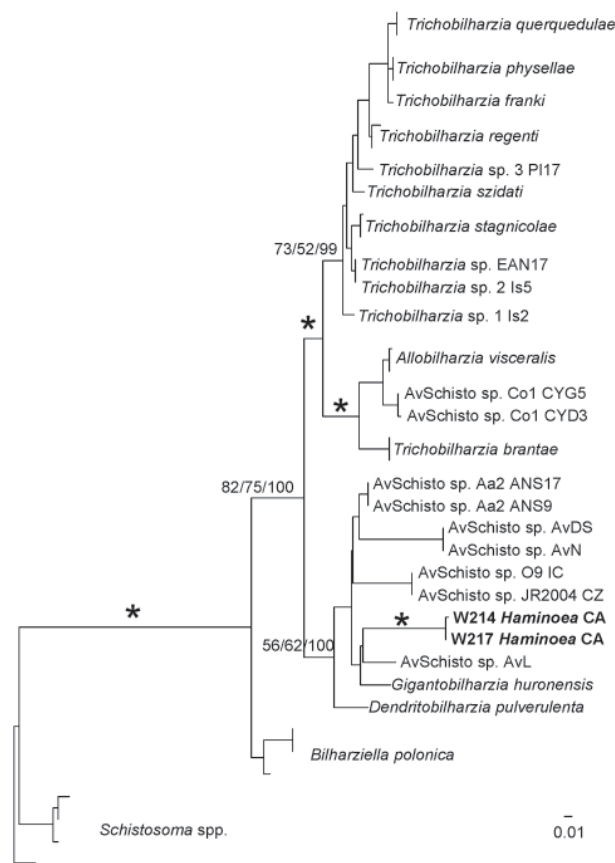 Trichobilharzia querquedulae
Trichobilharzia physellae
Trichobilharzia franki
Trichobilharzia regenti
Trichobilharzia sp. 3 PI17
Trichobilharzia szidati
Trichobilharzia stagnicolae
73/52/99
Trichobilharzia sp. EAN17
Trichobilharzia sp. 2 Is5
Trichobilharzia sp. 1 Is2
*
Allobilharzia visceralis
AvSchisto sp. Co1 CYG5
*
AvSchisto sp. Co1 CYD3
Trichobilharzia brantae
82/75/100
AvSchisto sp. Aa2 ANS17
AvSchisto sp. Aa2 ANS9
AvSchisto sp. AvDS
AvSchisto sp. AvN
AvSchisto sp. O9 IC
AvSchisto sp. JR2004 CZ
*
*
W214 Haminoea CA
W217 Haminoea CA
56/62/100
AvSchisto sp. AvL
Gigantobilharzia huronensis
Dendritobilharzia pulverulenta
Bilharziella polonica
Schistosoma spp.
0.01